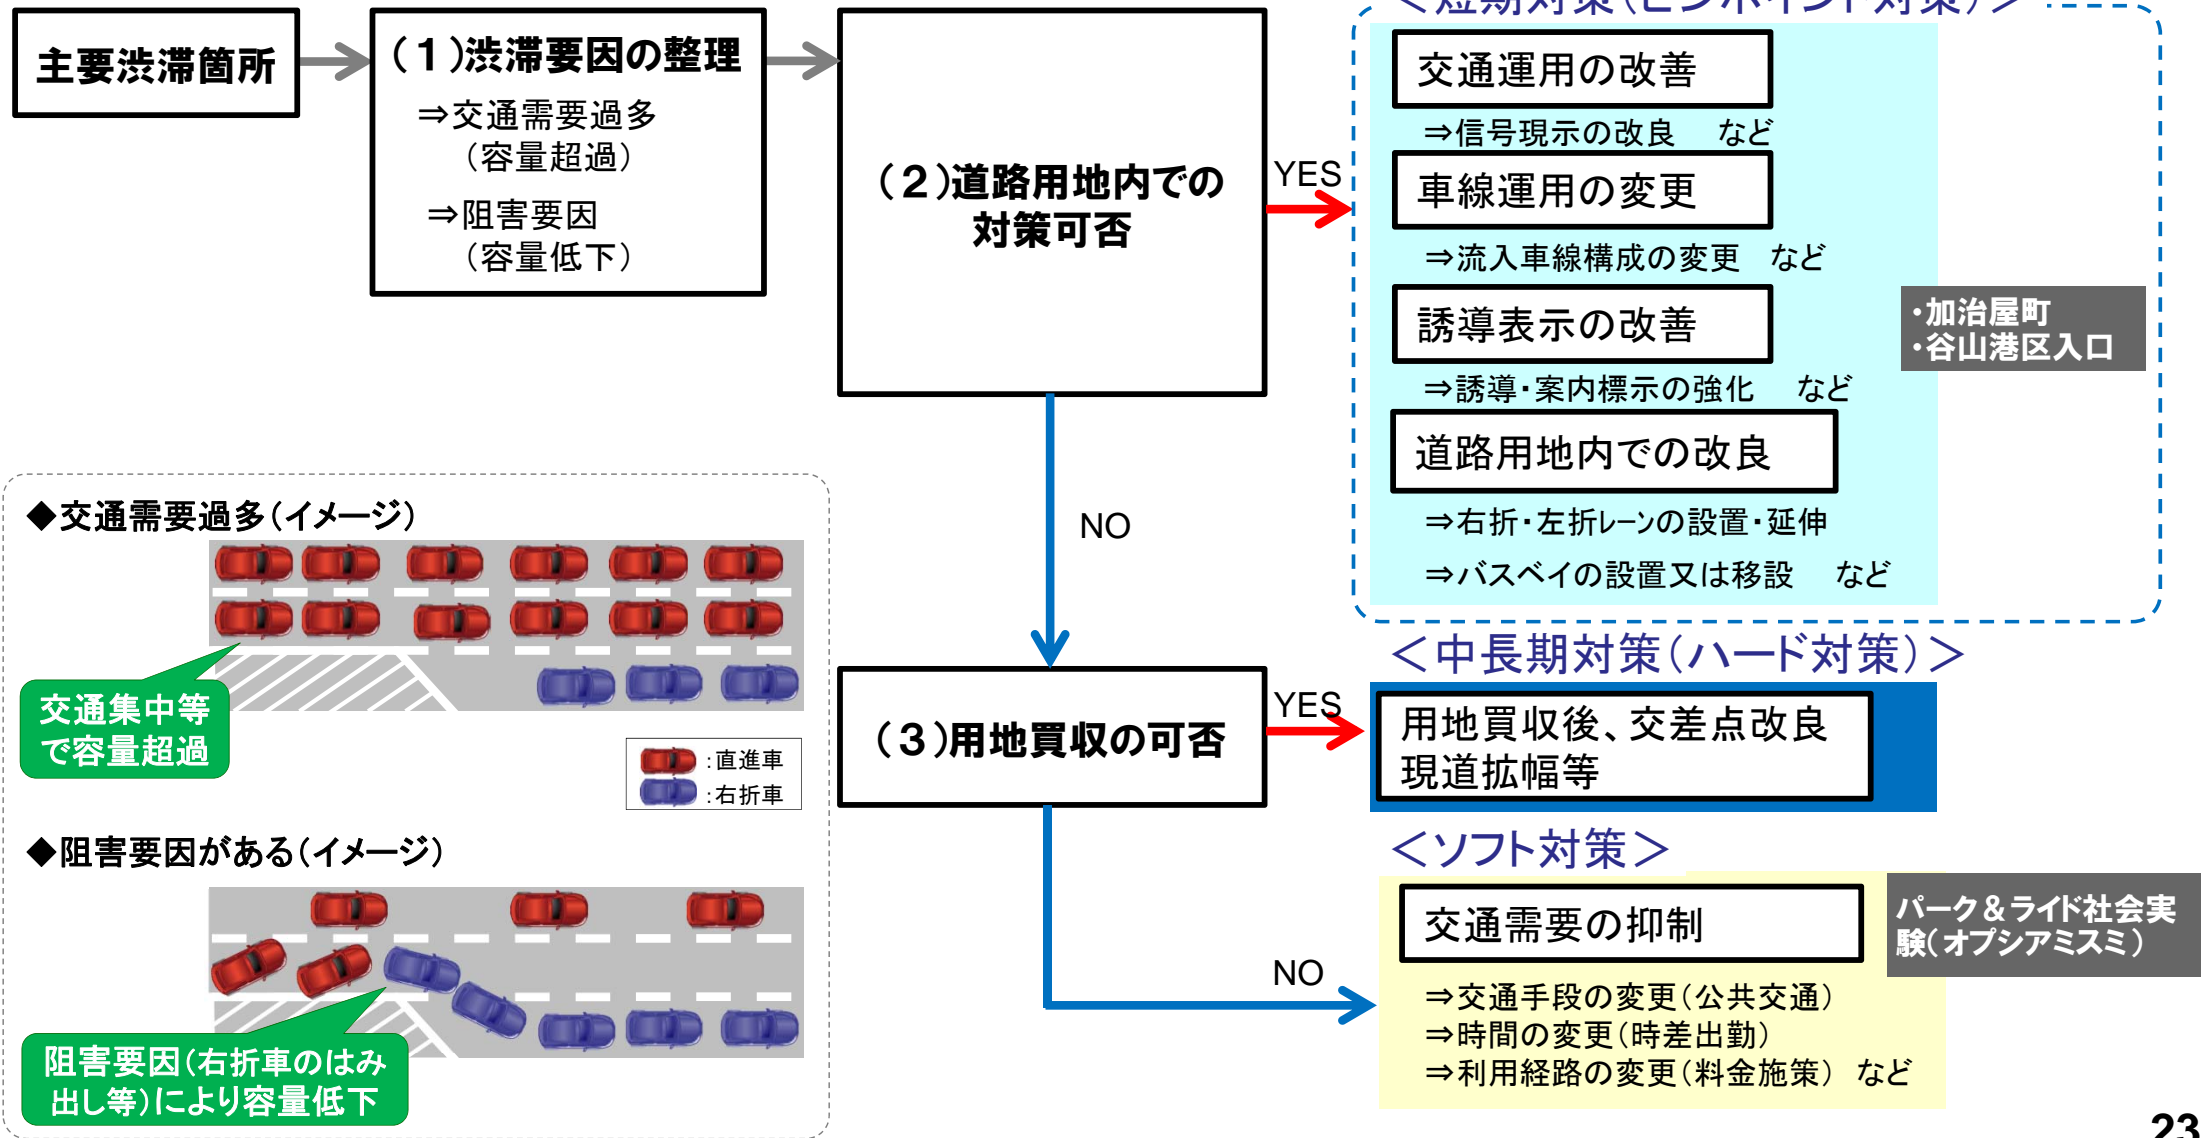 主要渋滞箇所
(1)渋滞要因の整理
⇒交通需要過多
(容量超過)
⇒阻害要因
(容量低下)
(2)道路用地内での
対策可否
YES
NO
<短期対策(ピンポイント対策)>
交通運用の改善
⇒信号現示の改良 など
車線運用の変更
⇒流入車線構成の変更 など
誘導表示の改善
⇒誘導・案内標示の強化 など
道路用地内での改良
⇒右折・左折レーンの設置・延伸
⇒バスベイの設置又は移設 など
・加治屋町
・谷山港区入口
(3)用地買収の可否
YES
NO
<中長期対策(ハード対策)>
用地買収後、交差点改良
現道拡幅等
<ソフト対策>
交通需要の抑制
⇒交通手段の変更(公共交通)
⇒時間の変更(時差出勤)
⇒利用経路の変更(料金施策) など
パーク&ライド社会実
験(オプシアミスミ)
◆交通需要過多(イメージ)
交通集中等
で容量超過
:直進車
:右折車
◆阻害要因がある(イメージ)
阻害要因(右折車のはみ
出し等)により容量低下
23